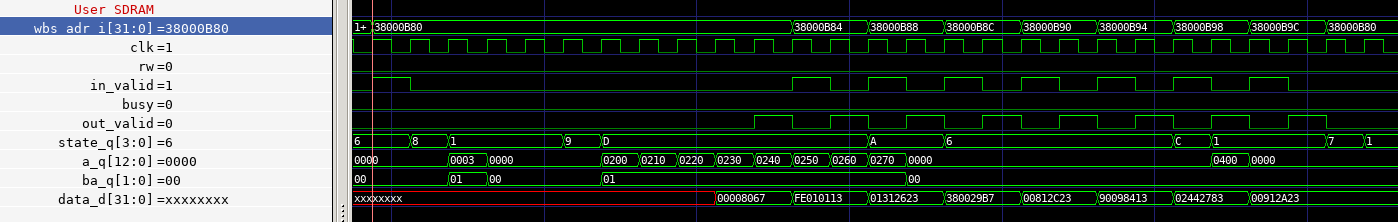 User SDRAM
wbs_adr_i[31:0]=38000B80 1+ 38000B80 38000B84 38000B88 38000B8C 38000B90 38000B94 38000B98 38000B9C 38000B80
clk=1
rw=0
in_valid=1
busy=0
out_valid=0
state_q[3:0]=6 6 8 1 9 D A 6 C 1 7 1
a_q[12:0]=0000 0000 0003 0000 0200 0210 0220 0230 0240 0250 0260 0270 0000 0400 0000
ba_q[1:0]=00 00 01 00 01 00
data_d[31:0]=xxxxxxxx xxxxxxxx 00008067 FE010113 01312623 380029B7 00812C23 90098413 02442783 00912A23